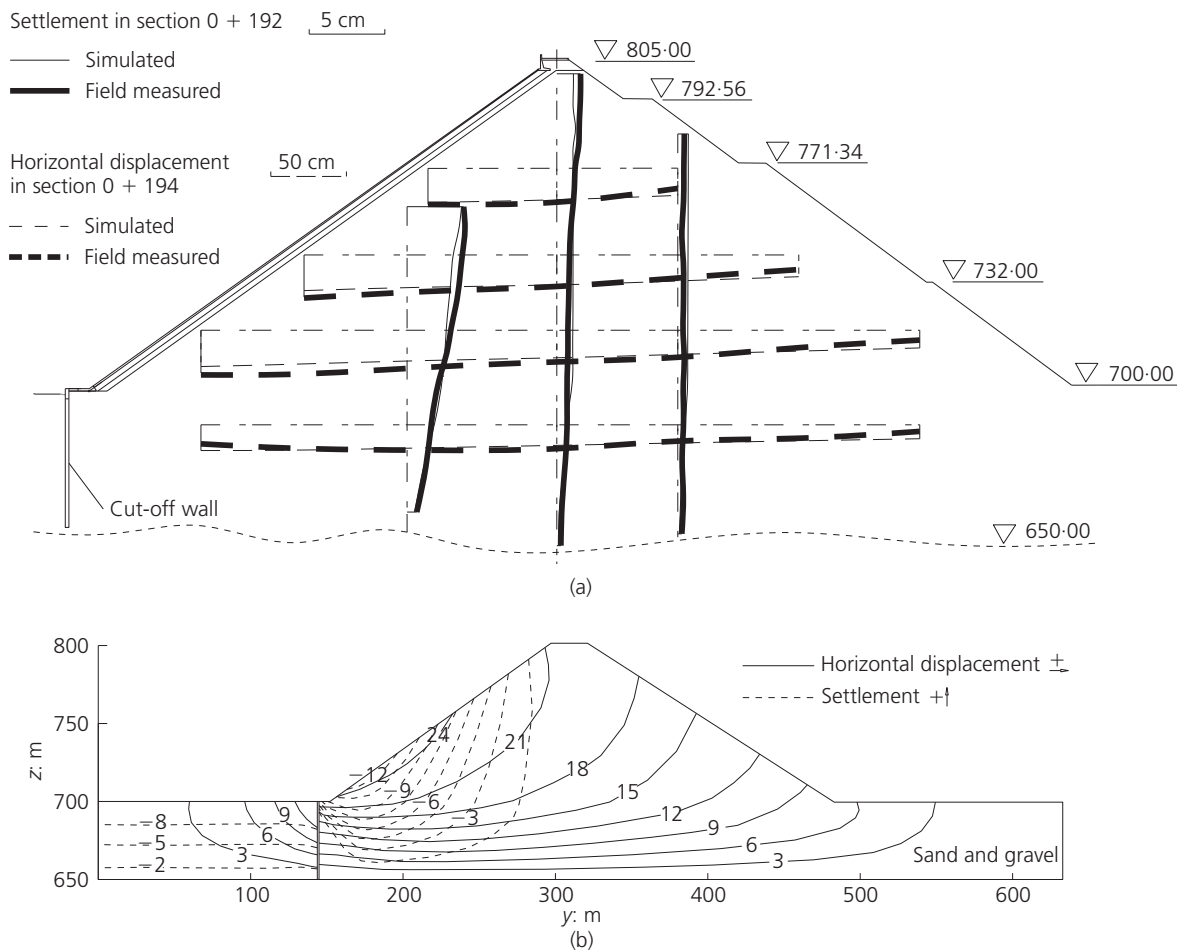 Settlement in section 0 + 192 5 cm
Simulated
Field measured
Horizontal displacement
in section 0 + 194
50 cm
Simulated
Field measured
805·00
792·56
771·34
732·00
700·00
650·00
Cut-off wall
(a)
800
750
700
650
z: m
Horizontal displacement +
Settlement +
24
21
18
15
12
9
6
3
−12
−9
−6
−3
9
6
3
−8
−5
−2
Sand and gravel
100 200 300 400 500 600
y: m
(b)